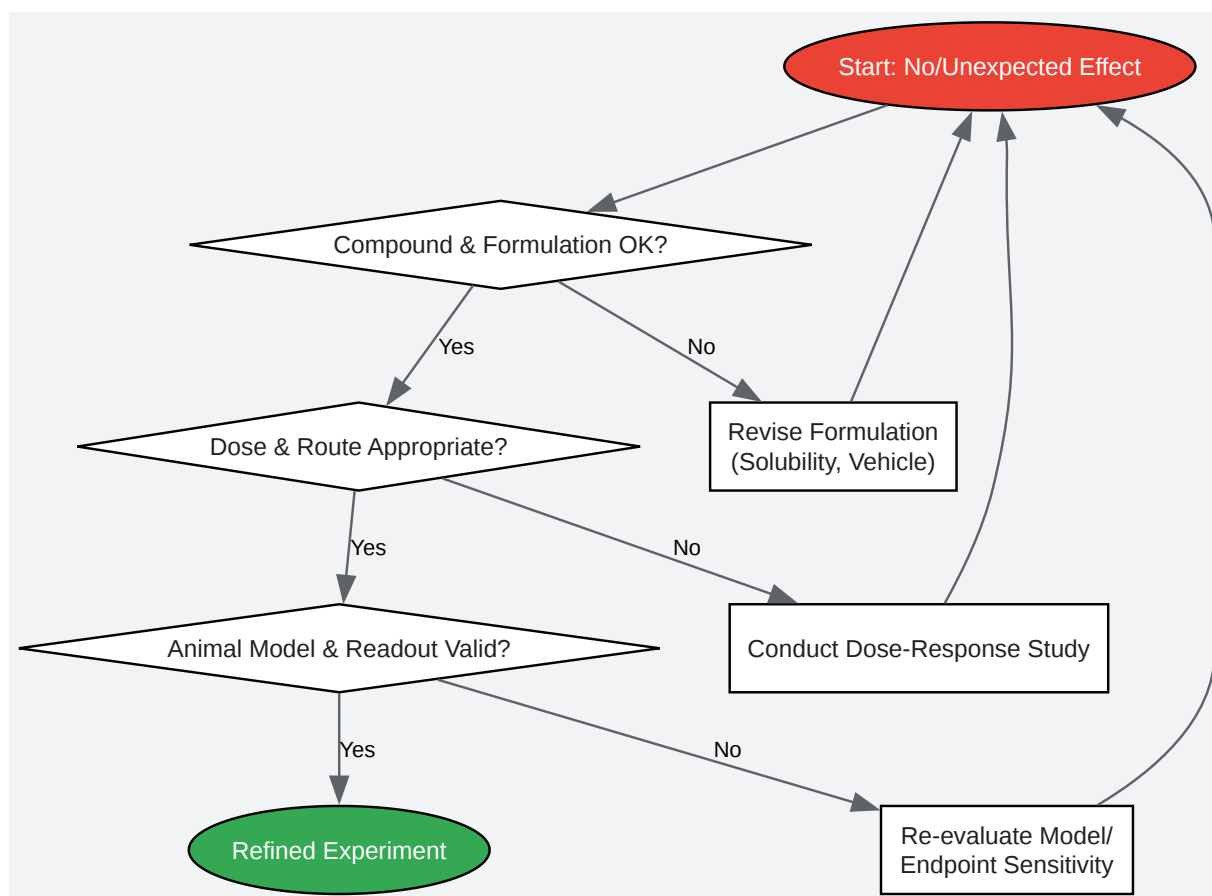 Start: No/Unexpected Effect
Compound & Formulation OK?
Yes
No
Dose & Route Appropriate?
Revise Formulation
(Solubility, Vehicle)
Yes
No
Animal Model & Readout Valid?
Conduct Dose-Response Study
Yes
No
Refined Experiment
Re-evaluate Model/
Endpoint Sensitivity